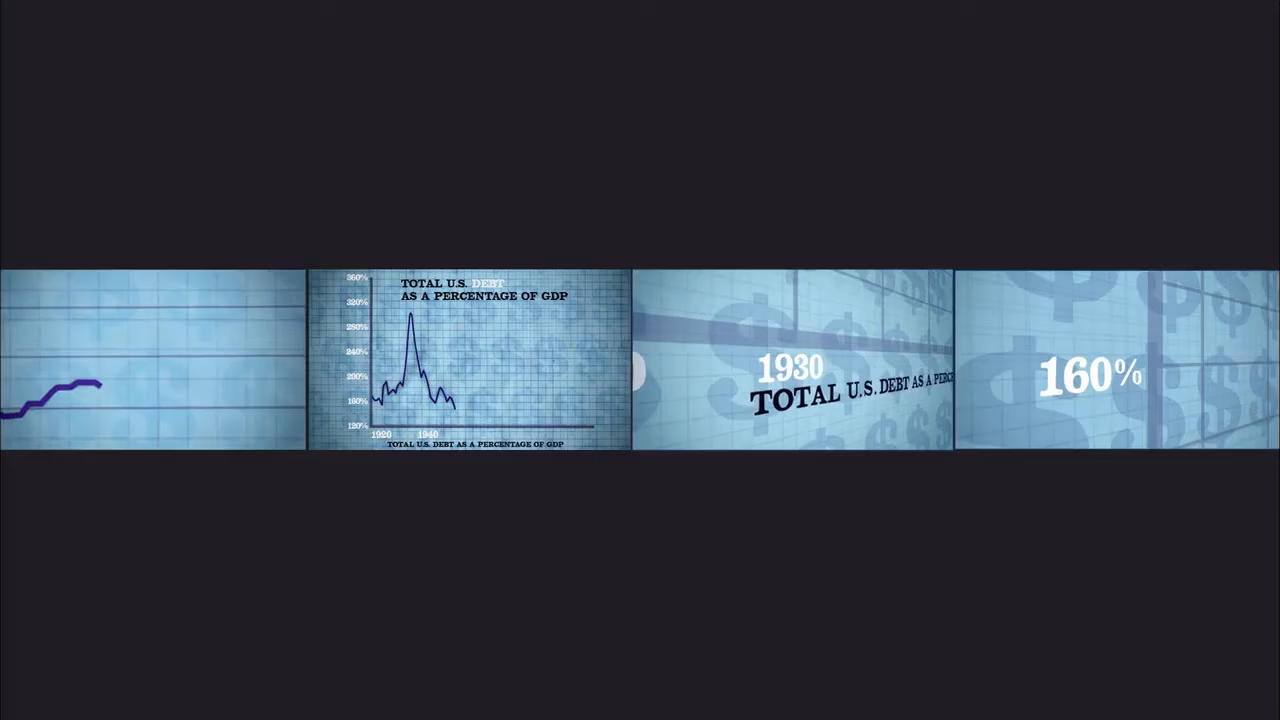 360%
TOTAL U.S. DEBT
AS A PERCENTAGE OF GDP
320%
280%
240%
200%
160%
120%
1920 1940
TOTAL U.S. DEBT AS A PERCENTAGE OF GDP
1930
TOTAL U.S. DEBT AS A
160%